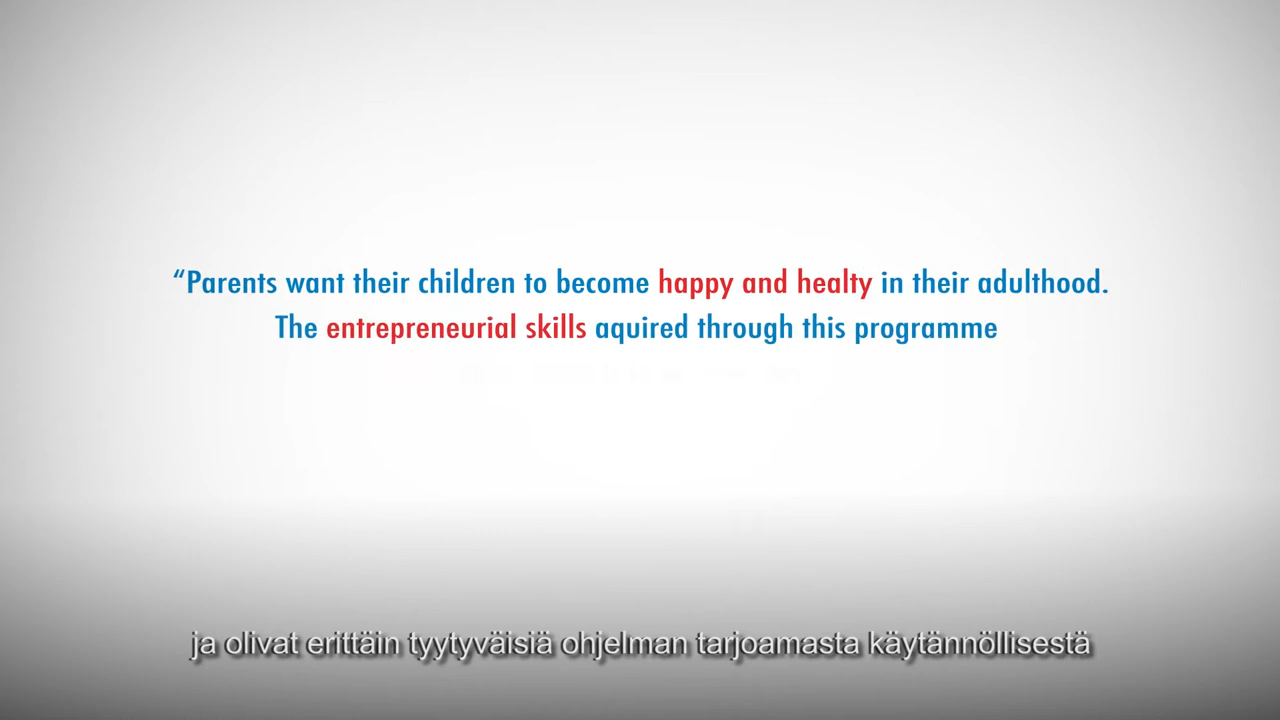 “Parents want their children to become happy and healty in their adulthood.
The entrepreneurial skills aquired through this programme
ja olivat erittäin tyytyväisiä ohjelman tarjoamasta käytännöllisestä